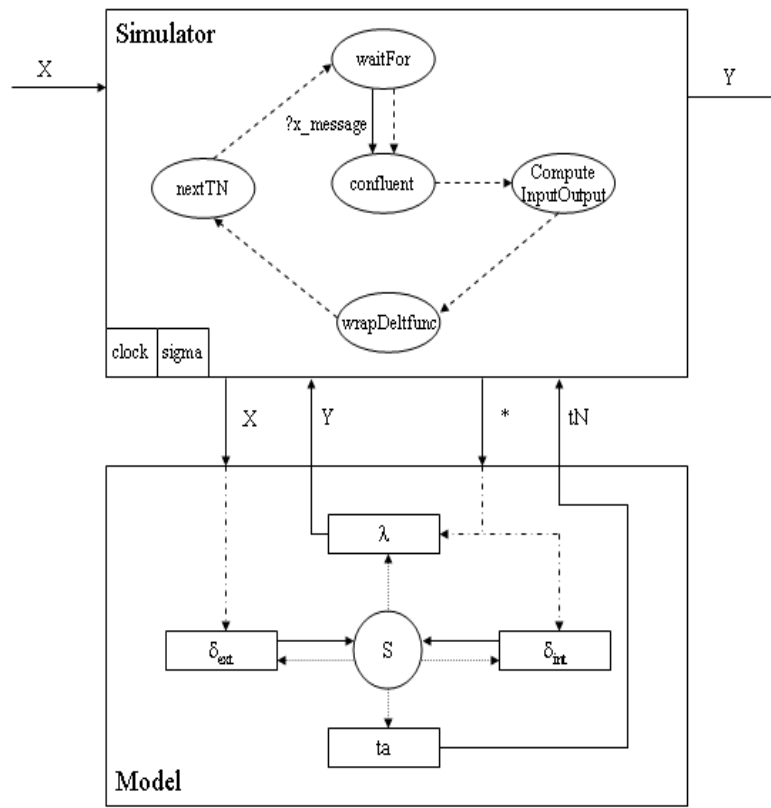 Simulator
waitFor
X
Y
?x_message
nextTN
confluent
Compute
InputOutput
wrapDeltfunc
clock
sigma
X
Y
*
tN
λ
δext
S
δint
ta
Model